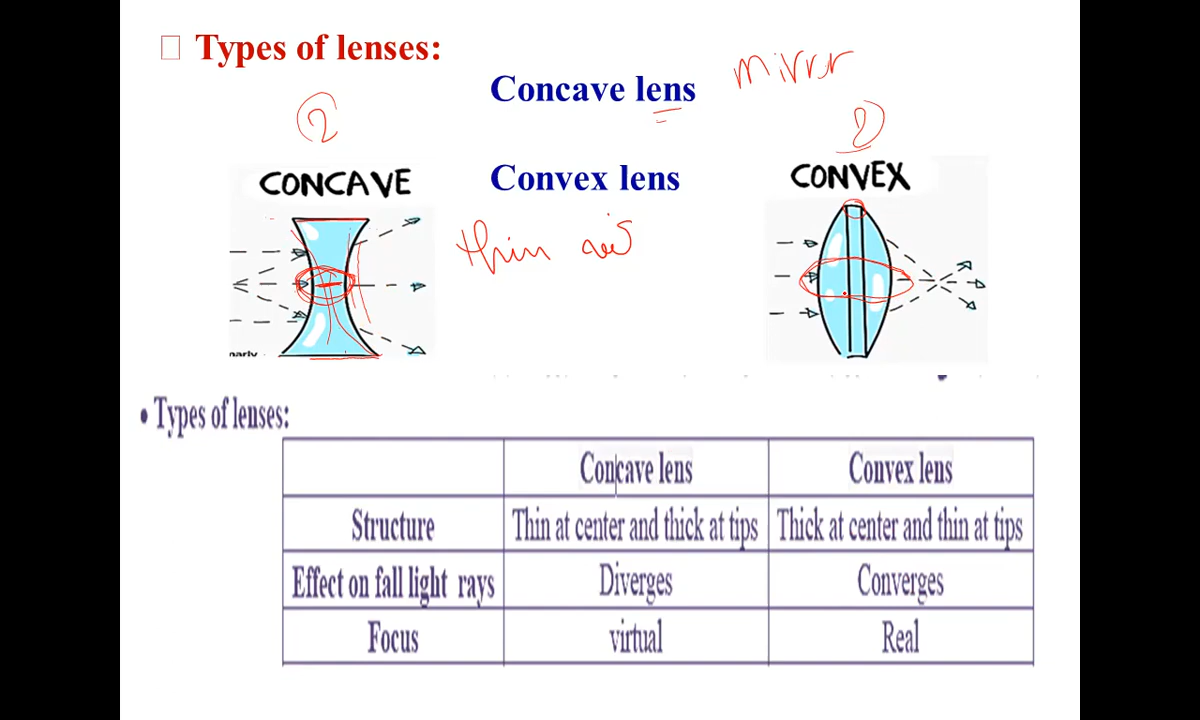 Types of lenses:
mirror
Concave lens
2
CONCAVE
Convex lens
CONVEX
thin
• Types of lenses:
Concave lens Convex lens
Structure Thin at center and thick at tips Thick at center and thin at tips
Effect on fall light rays Diverges Converges
Focus virtual Real